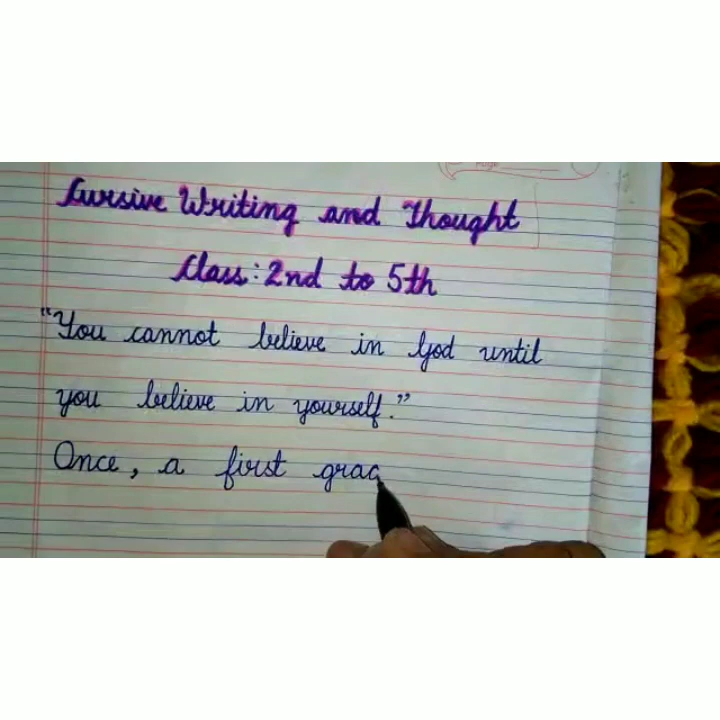 Cursive Writing and Thought
Class: 2nd to 5th
"You cannot believe in God until
you believe in yourself."
Once, a first grac